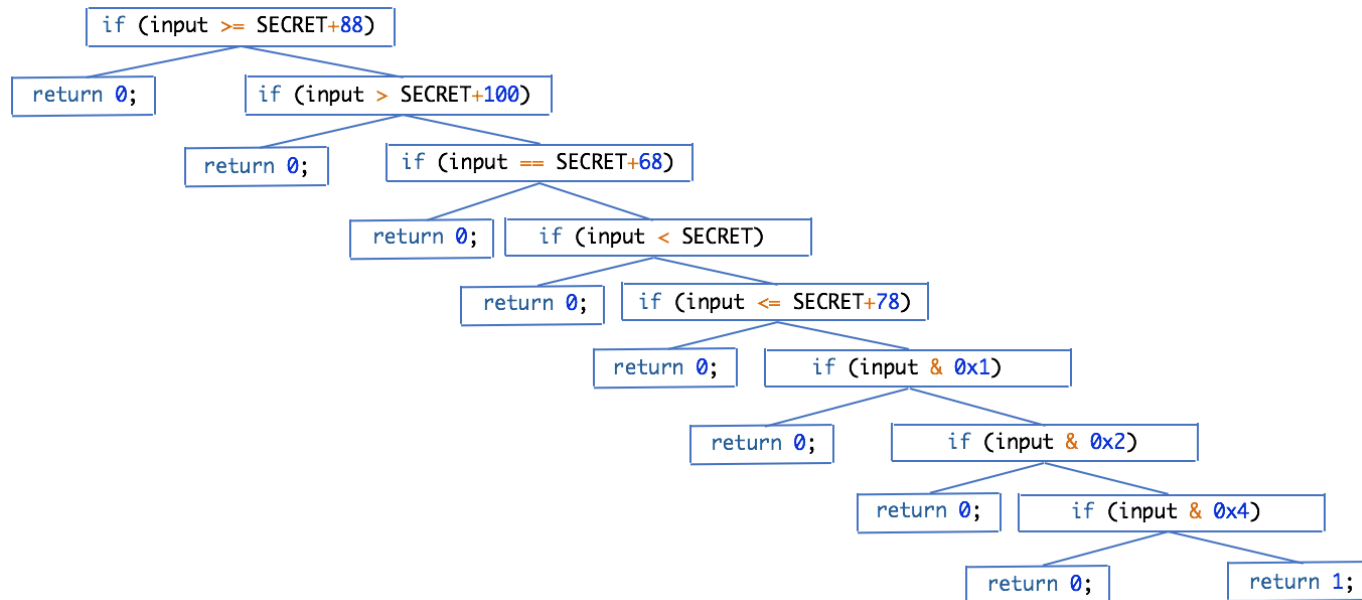 if (input >= SECRET+88)
return 0;
if (input > SECRET+100)
return 0;
if (input == SECRET+68)
return 0;
if (input < SECRET)
return 0;
if (input <= SECRET+78)
return 0;
if (input & 0x1)
return 0;
if (input & 0x2)
return 0;
if (input & 0x4)
return 0;
return 1;